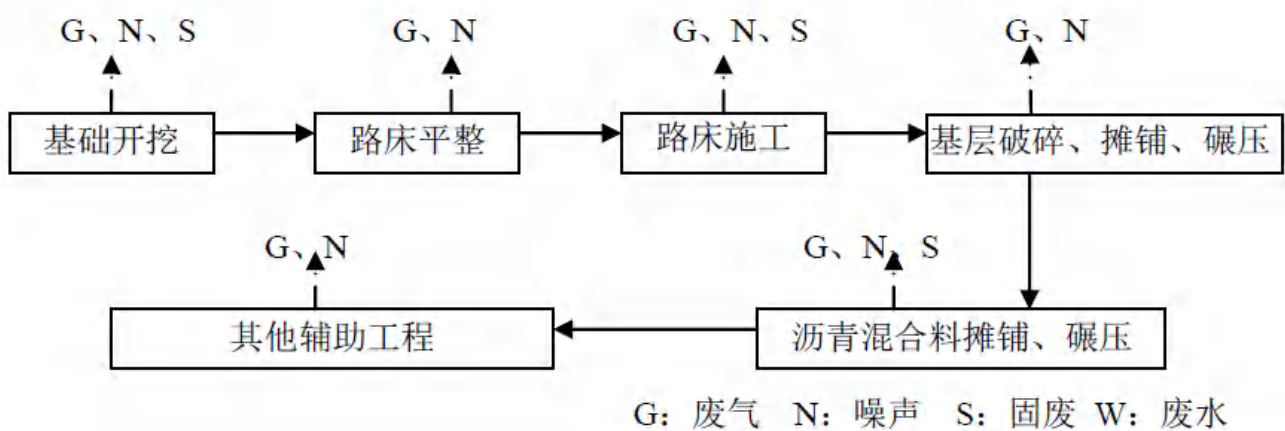 G、N、S
G、N
G、N、S
G、N
基础开挖
路床平整
路床施工
基层破碎、摊铺、碾压
G、N
G、N、S
其他辅助工程
沥青混合料摊铺、碾压
G：废气 N：噪声 S：固废 W：废水